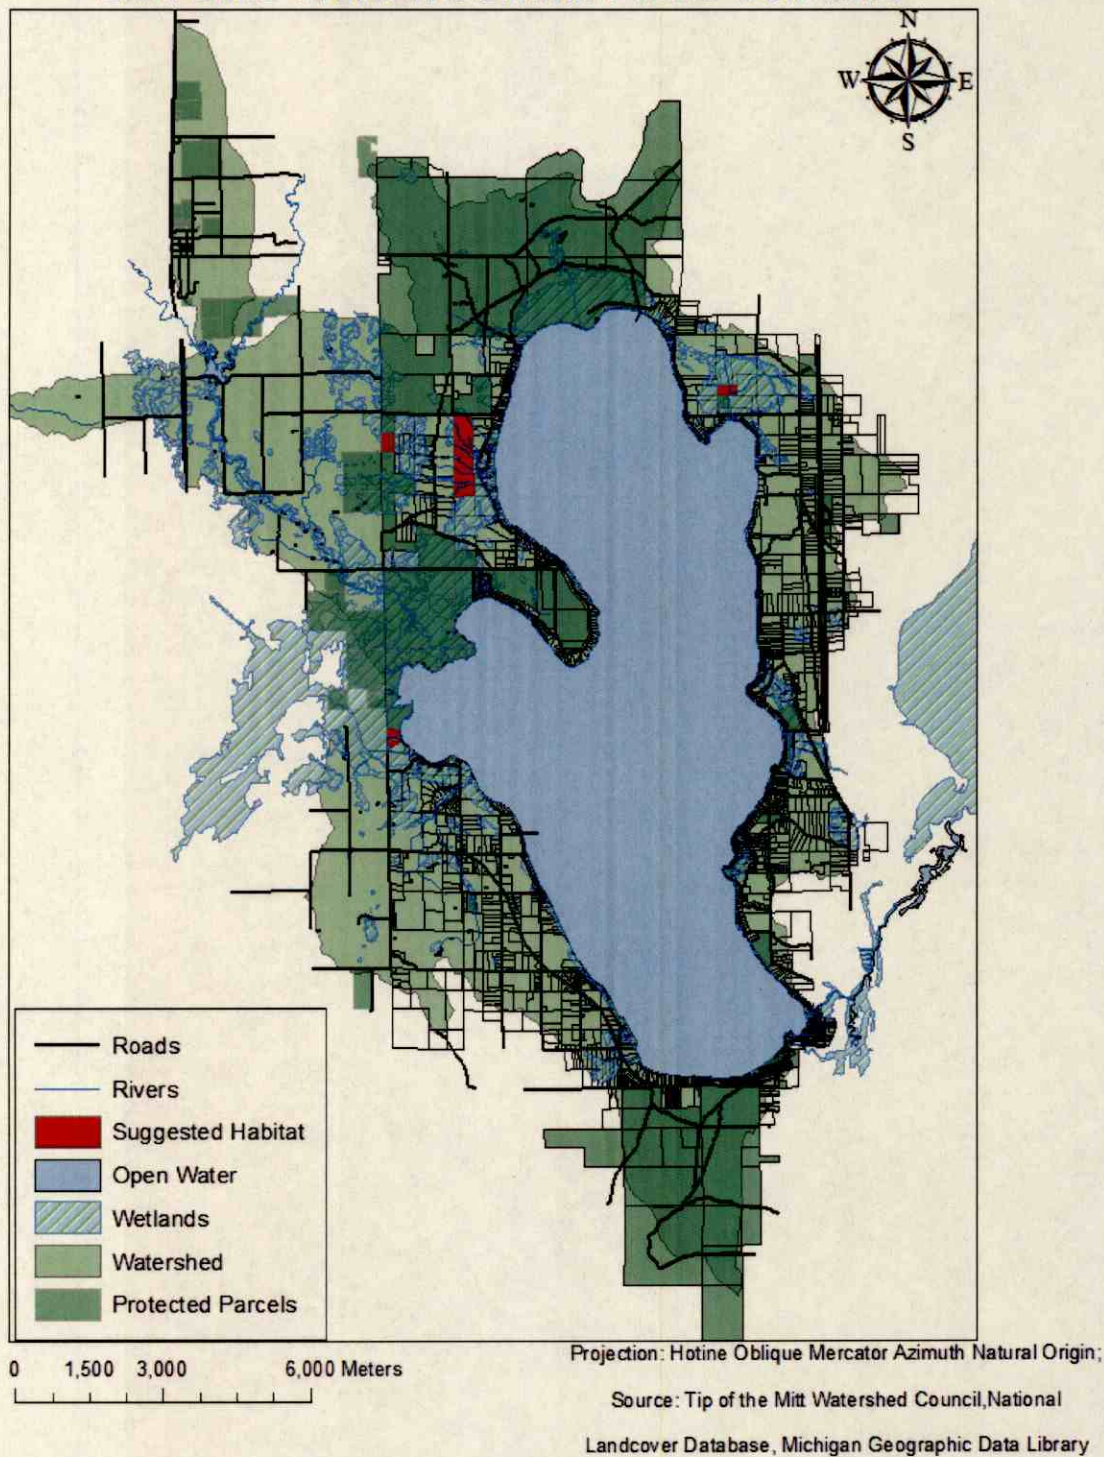 N
W E
S
Roads
Rivers
Suggested Habitat
Open Water
Wetlands
Watershed
Protected Parcels
0 1,500 3,000 6,000 Meters
Projection: Hotine Oblique Mercator Azimuth Natural Origin;
Source: Tip of the Mitt Watershed Council,National
Landcover Database, Michigan Geographic Data Library